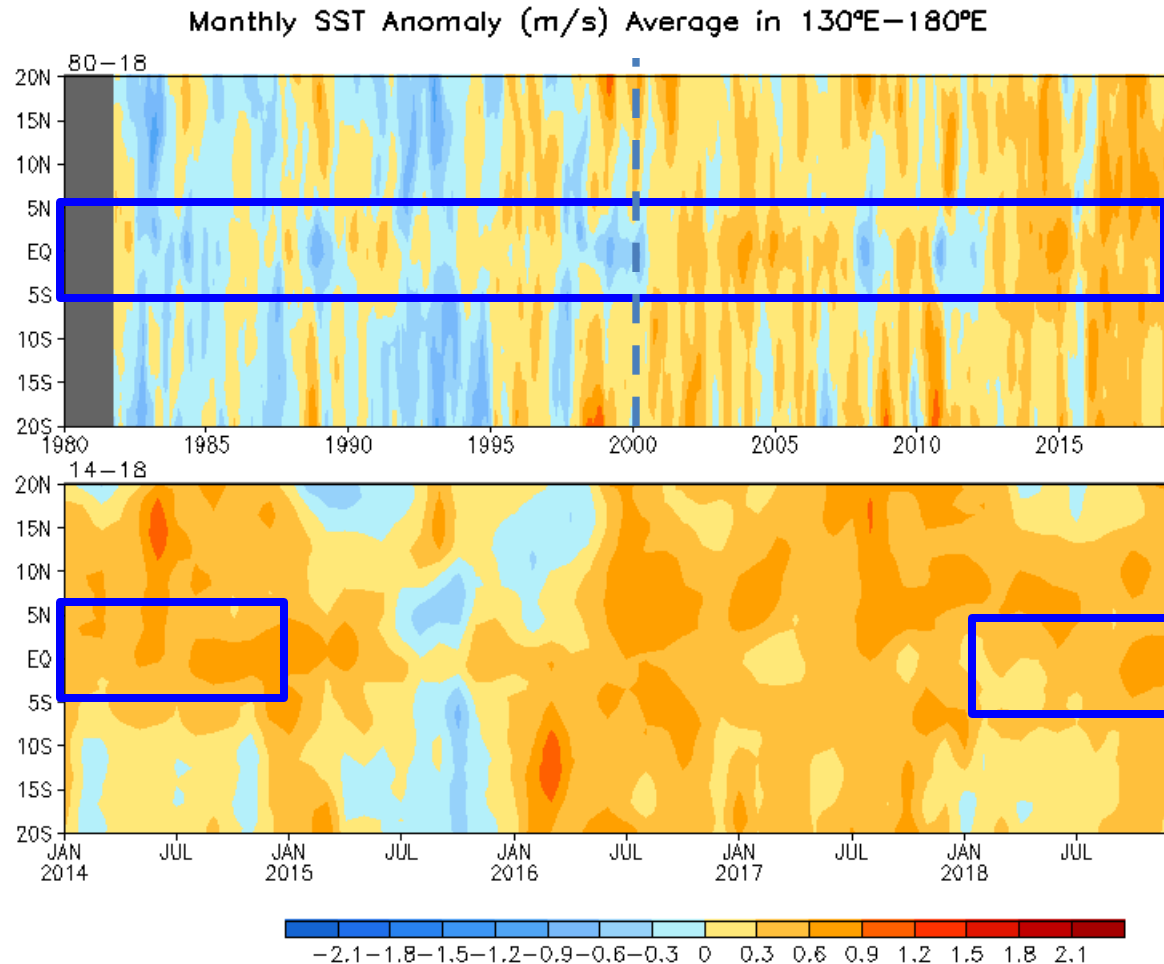 Manthly SST Anomaly (m/s) Average in 130°E−180°E
80−18
20N
15N
10N
5N
EQ
5S
10S
15S
20S
1980 1985 1990 1995 2000 2005 2010 2015
14−18
20N
15N
10N
5N
EQ
5S
10S
15S
20S
JAN JUL JAN JUL JAN JUL JAN JUL JAN JUL
2014 2015 2016 2017 2018
−2.1 −1.8 −1.5 −1.2 −0.9 −0.6 −0.3 0 0.3 0.6 0.9 1.2 1.5 1.8 2.1